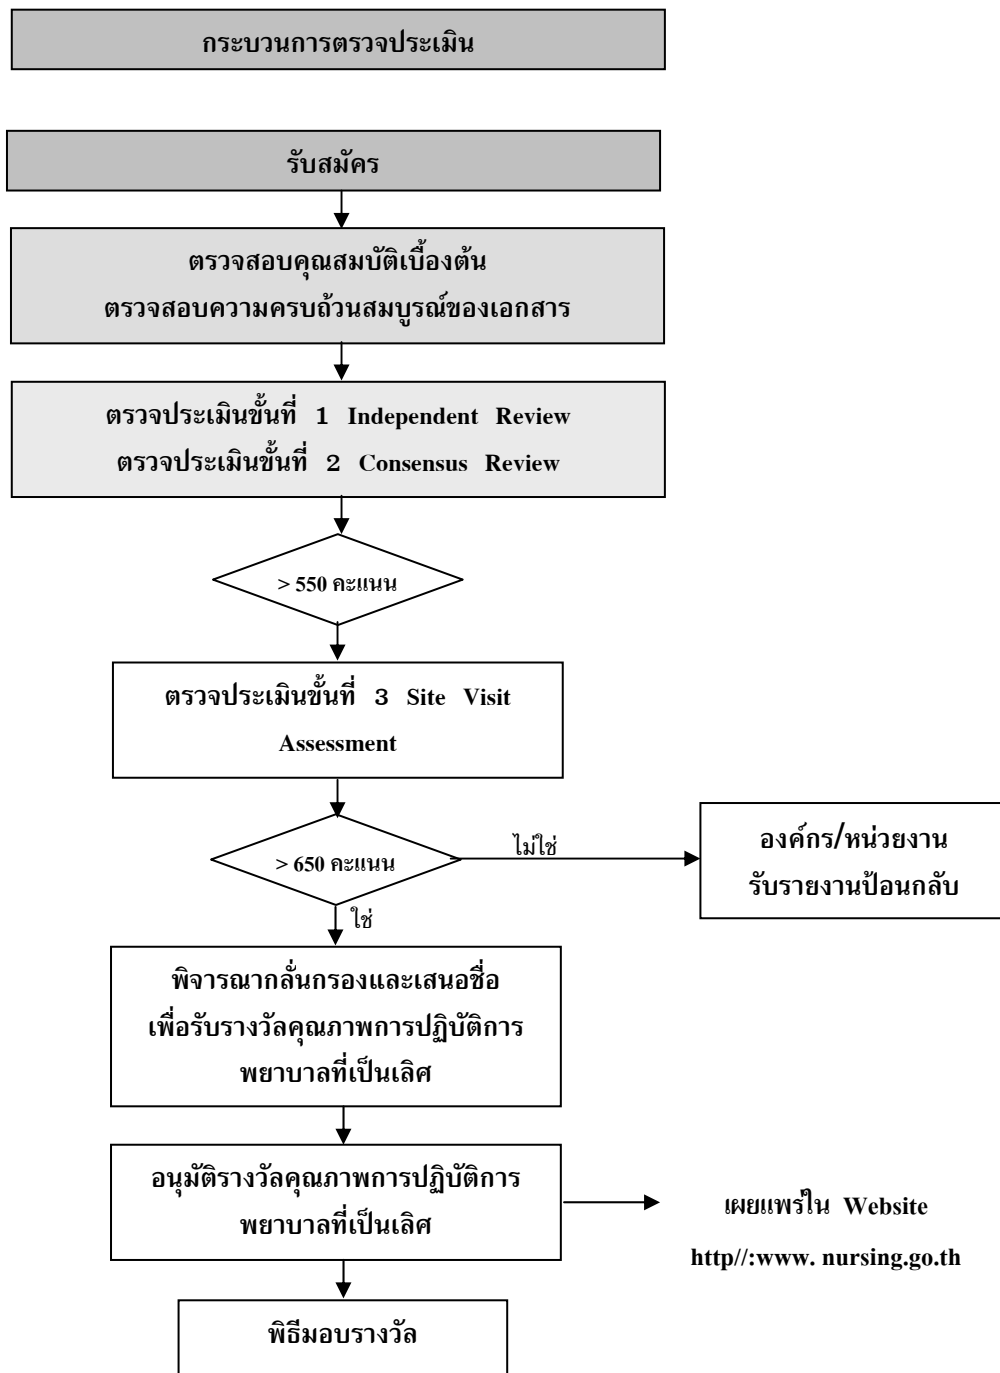 กระบวนการตรวจประเมิน
รับสมัคร
ตรวจสอบคุณสมบัติเบื้องต้น
ตรวจสอบความครบถ้วนสมบูรณ์ของเอกสาร
ตรวจประเมินขั้นที่ 1 Independent Review
ตรวจประเมินขั้นที่ 2 Consensus Review
> 550 คะแนน
ตรวจประเมินขั้นที่ 3 Site Visit
Assessment
> 650 คะแนน
ไม่ใช่
องค์กร/หน่วยงาน
รับรายงานป้อนกลับ
ใช่
พิจารณากลั่นกรองและเสนอชื่อ
เพื่อรับรางวัลคุณภาพการปฏิบัติการ
พยาบาลที่เป็นเลิศ
อนุมัติรางวัลคุณภาพการปฏิบัติการ
พยาบาลที่เป็นเลิศ
เผยแพร่ใน Website
http//:www. nursing.go.th
พิธีมอบรางวัล